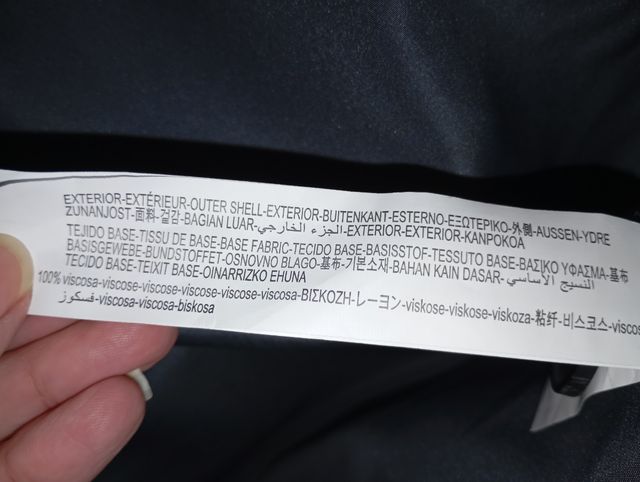 EXTERIOR-EXTÉRIEUR-OUTER SHELL-EXTERIOR-BUITENKANT-ESTERNO-ΕΞΩΤΕΡΙΚΟ-外側-AUSSEN-YDRE
ZUNANJOST-面料-겉감-BAGIAN LUAR-الجزء الخارجي-EXTERIOR-EXTERIOR-KANPOKOA
TEJIDO BASE-TISSU DE BASE-BASE FABRIC-TECIDO BASE-BASISSTOF-TESSUTO BASE-ΒΑΣΙΚΟ ΥΦΑΣΜΑ-基布
BASISGEWEBE-BUNDSTOFFET-OSNOVNO BLAGO-基布-기본소재-BAHAN KAIN DASAR-النسيج الأساسي-
TECIDO BASE-TEIXIT BASE-OINARRIZKO EHUNA
100% viscosa-viscose-viscose-viscose-viscose-viscosa-ΒΙΣΚΟΖΗ-レーヨン-viskose-viskose-viskoza-粘纤-비스코스-visco
فسكوز-viscosa-viscosa-biskosa